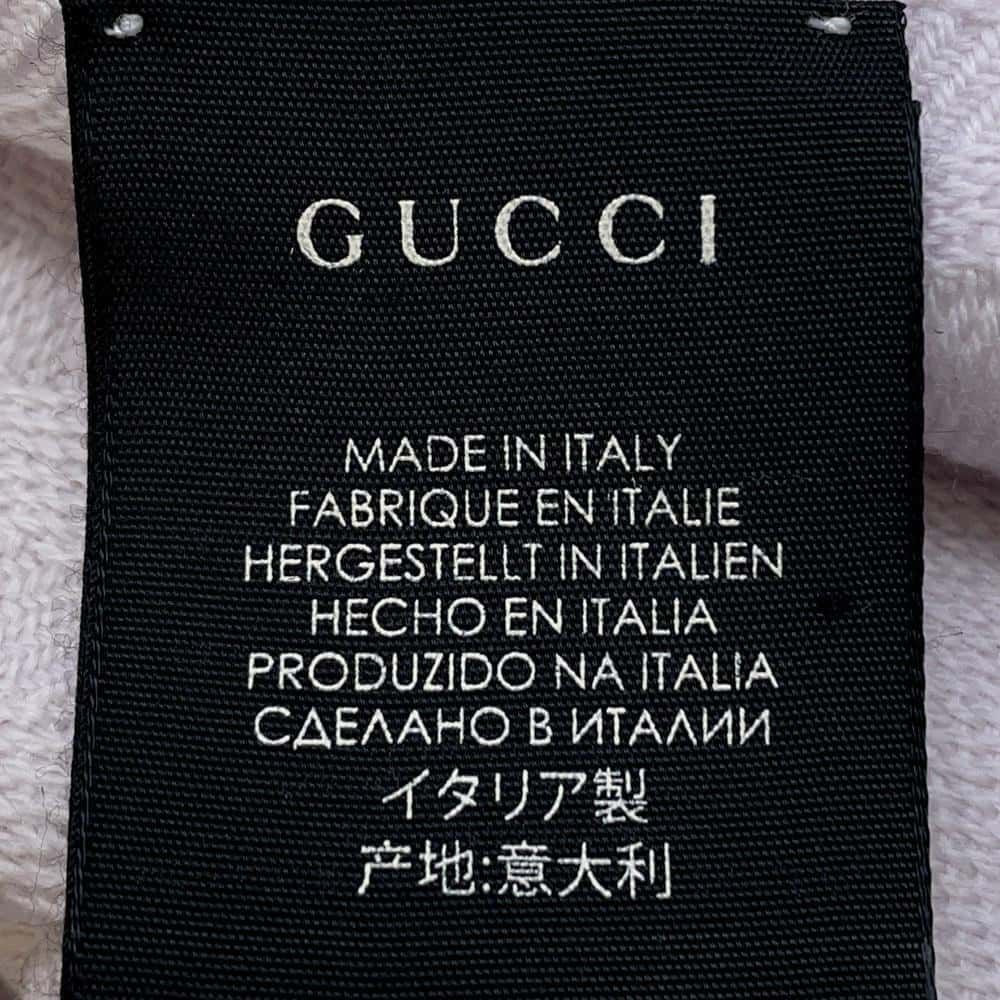 GUCCI
MADE IN ITALY
FABRIQUE EN ITALIE
HERGESTELLT IN ITALIEN
HECHO EN ITALIA
PRODUZIDO NA ITALIA
СДЕЛАНО В ИТАЛИИ
イタリア製
产地:意大利